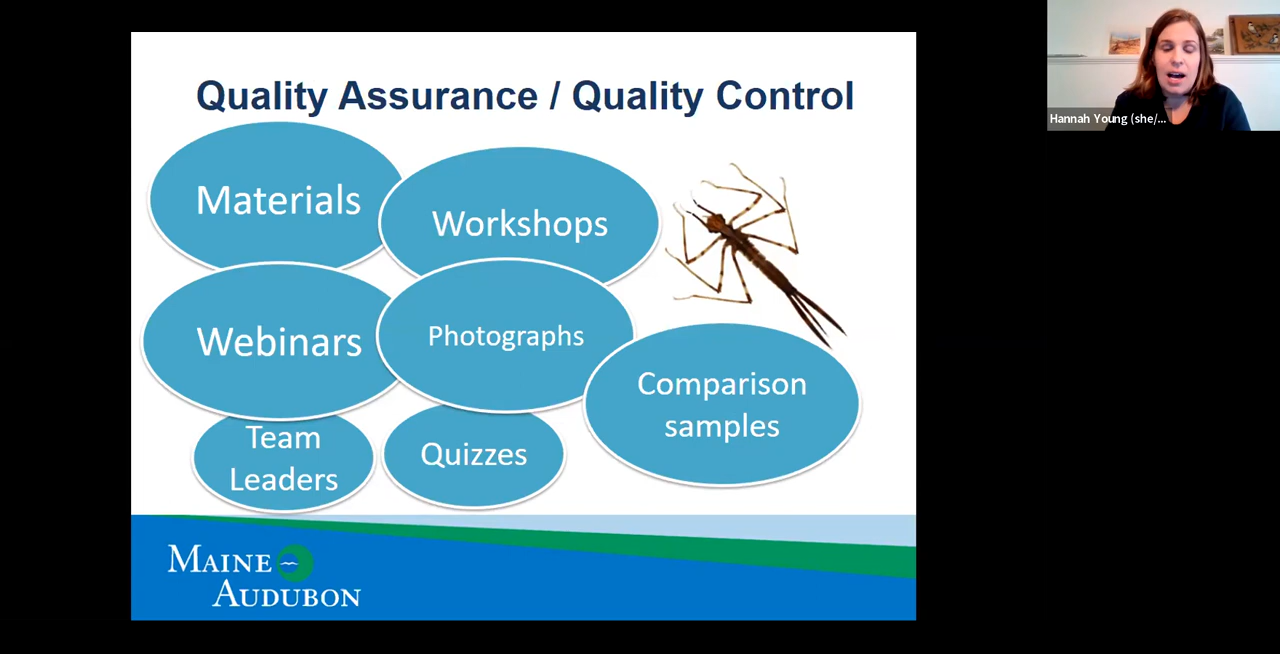 Quality Assurance / Quality Control
Materials
Workshops
Webinars
Photographs
Comparison
samples
Team
Leaders
Quizzes
MAINE
AUDUBON
Hannah Young (she/...